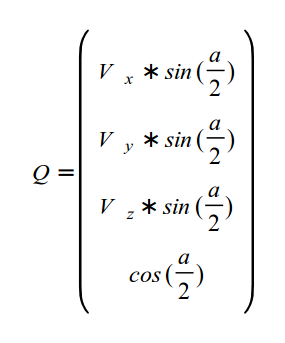 V x * sin (a/2)
V y * sin (a/2)
Q = V z * sin (a/2)
cos (a/2)